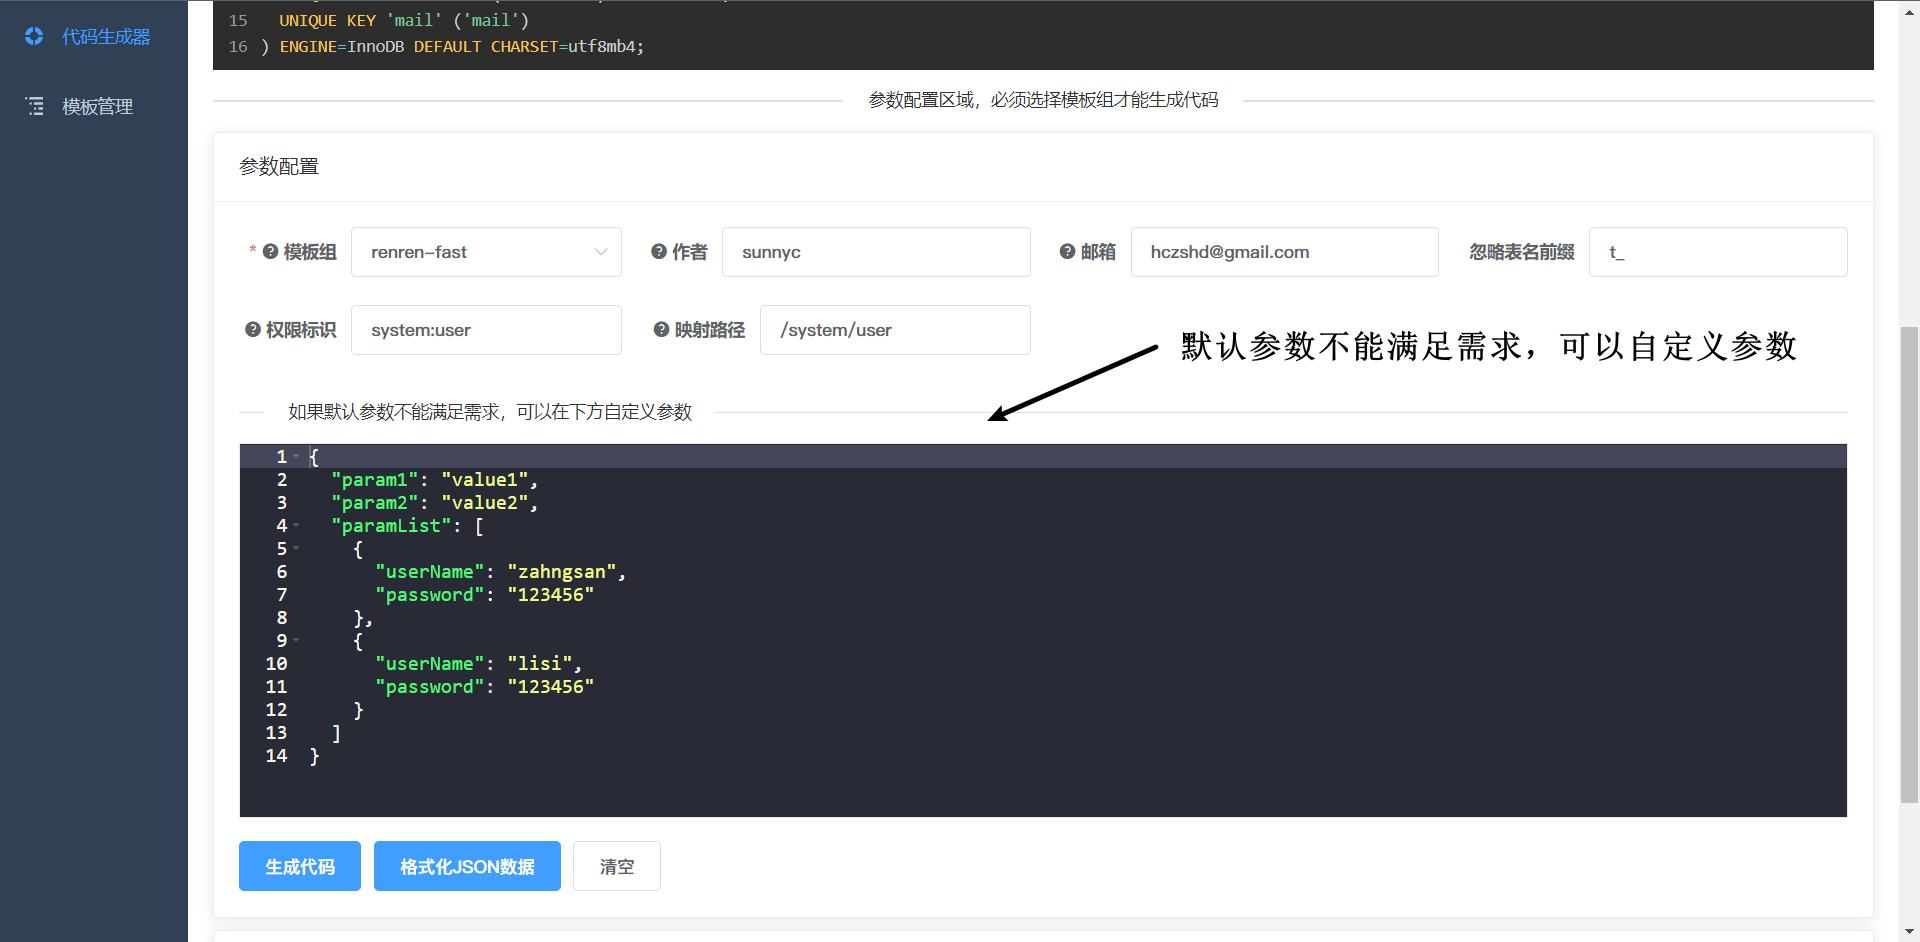 代码生成器
模板管理
15 UNIQUE KEY 'mail' ('mail')
16 ) ENGINE=InnoDB DEFAULT CHARSET=utf8mb4;
参数配置区域，必须选择模板组才能生成代码
参数配置
* 模板组 renren-fast 作者 sunnyc 邮箱 hczshd@gmail.com 忽略表名前缀 t_
权限标识 system:user 映射路径 /system/user
默认参数不能满足需求，可以自定义参数
如果默认参数不能满足需求，可以在下方自定义参数
1 {
2 "param1": "value1",
3 "param2": "value2",
4 "paramList": [
5 {
6 "userName": "zahngsan",
7 "password": "123456"
8 },
9 {
10 "userName": "lisi",
11 "password": "123456"
12 }
13 ]
14 }
生成代码 格式化JSON数据 清空